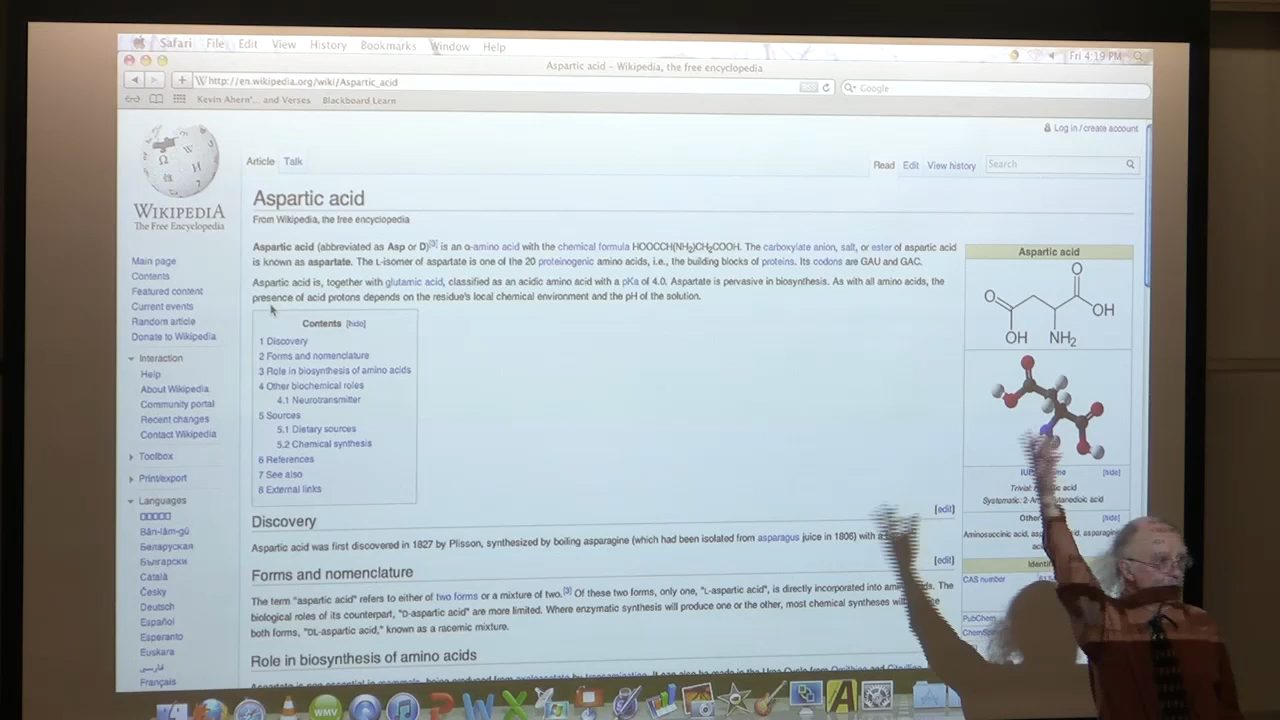 Safari File Edit View History Bookmarks Window Help
Fri 4:19 PM
Aspartic acid – Wikipedia, the free encyclopedia
W http://en.wikipedia.org/wiki/Aspartic_acid
Google
Kevin Ahern'... and Verses Blackboard Learn
Log in / create account
Article Talk
Read Edit View history
Search
WIKIPEDIA
The Free Encyclopedia
Main page
Contents
Featured content
Current events
Random article
Donate to Wikipedia
Interaction
Help
About Wikipedia
Community portal
Recent changes
Contact Wikipedia
Toolbox
Print/export
Languages
Bân-lâm-gú
Беларуская
Български
Català
Česky
Deutsch
Español
Esperanto
Euskara
فارسی
Français
Aspartic acid
From Wikipedia, the free encyclopedia
Aspartic acid (abbreviated as Asp or D)[3] is an α-amino acid with the chemical formula HOOCCH(NH2)CH2COOH. The carboxylate anion, salt, or ester of aspartic acid
is known as aspartate. The L-isomer of aspartate is one of the 20 proteinogenic amino acids, i.e., the building blocks of proteins. Its codons are GAU and GAC.
Aspartic acid is, together with glutamic acid, classified as an acidic amino acid with a pKa of 4.0. Aspartate is pervasive in biosynthesis. As with all amino acids, the
presence of acid protons depends on the residue's local chemical environment and the pH of the solution.
Contents [hide]
1 Discovery
2 Forms and nomenclature
3 Role in biosynthesis of amino acids
4 Other biochemical roles
4.1 Neurotransmitter
5 Sources
5.1 Dietary sources
5.2 Chemical synthesis
6 References
7 See also
8 External links
Discovery
[edit]
Aspartic acid was first discovered in 1827 by Plisson, synthesized by boiling asparagine (which had been isolated from asparagus juice in 1806) with a
Forms and nomenclature
[edit]
The term "aspartic acid" refers to either of two forms or a mixture of two.[3] Of these two forms, only one, "L-aspartic acid", is directly incorporated into The
biological roles of its counterpart, "D-aspartic acid" are more limited. Where enzymatic synthesis will produce one or the other, most chemical syntheses
both forms, "DL-aspartic acid," known as a racemic mixture.
Role in biosynthesis of amino acids
Aspartic acid
O
O
OH
OH
NH2
[hide]
Trivial: acid
Systematic: 2- acid
Other
[hide]
Aminosuccinic acid,
CAS number
PubChem
WMV